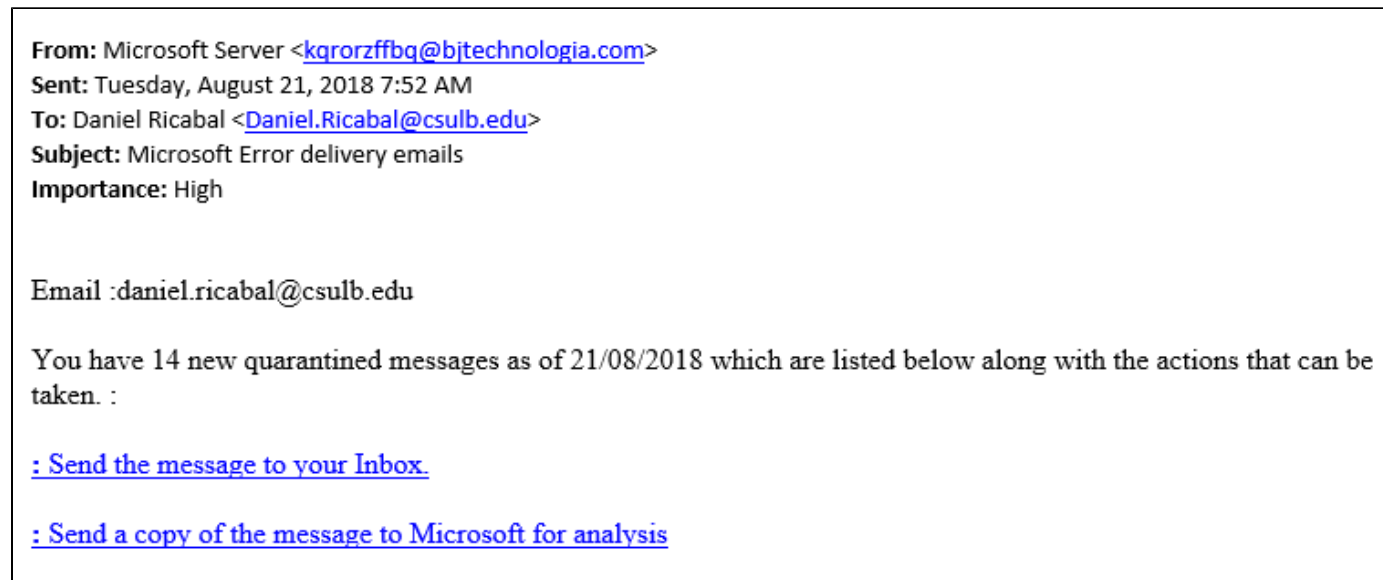 From: Microsoft Server <kqrorzffbq@bjtechnologia.com>
Sent: Tuesday, August 21, 2018 7:52 AM
To: Daniel Ricabal <Daniel.Ricabal@csulb.edu>
Subject: Microsoft Error delivery emails
Importance: High
Email :daniel.ricabal@csulb.edu
You have 14 new quarantined messages as of 21/08/2018 which are listed below along with the actions that can be
taken. :
: Send the message to your Inbox.
: Send a copy of the message to Microsoft for analysis